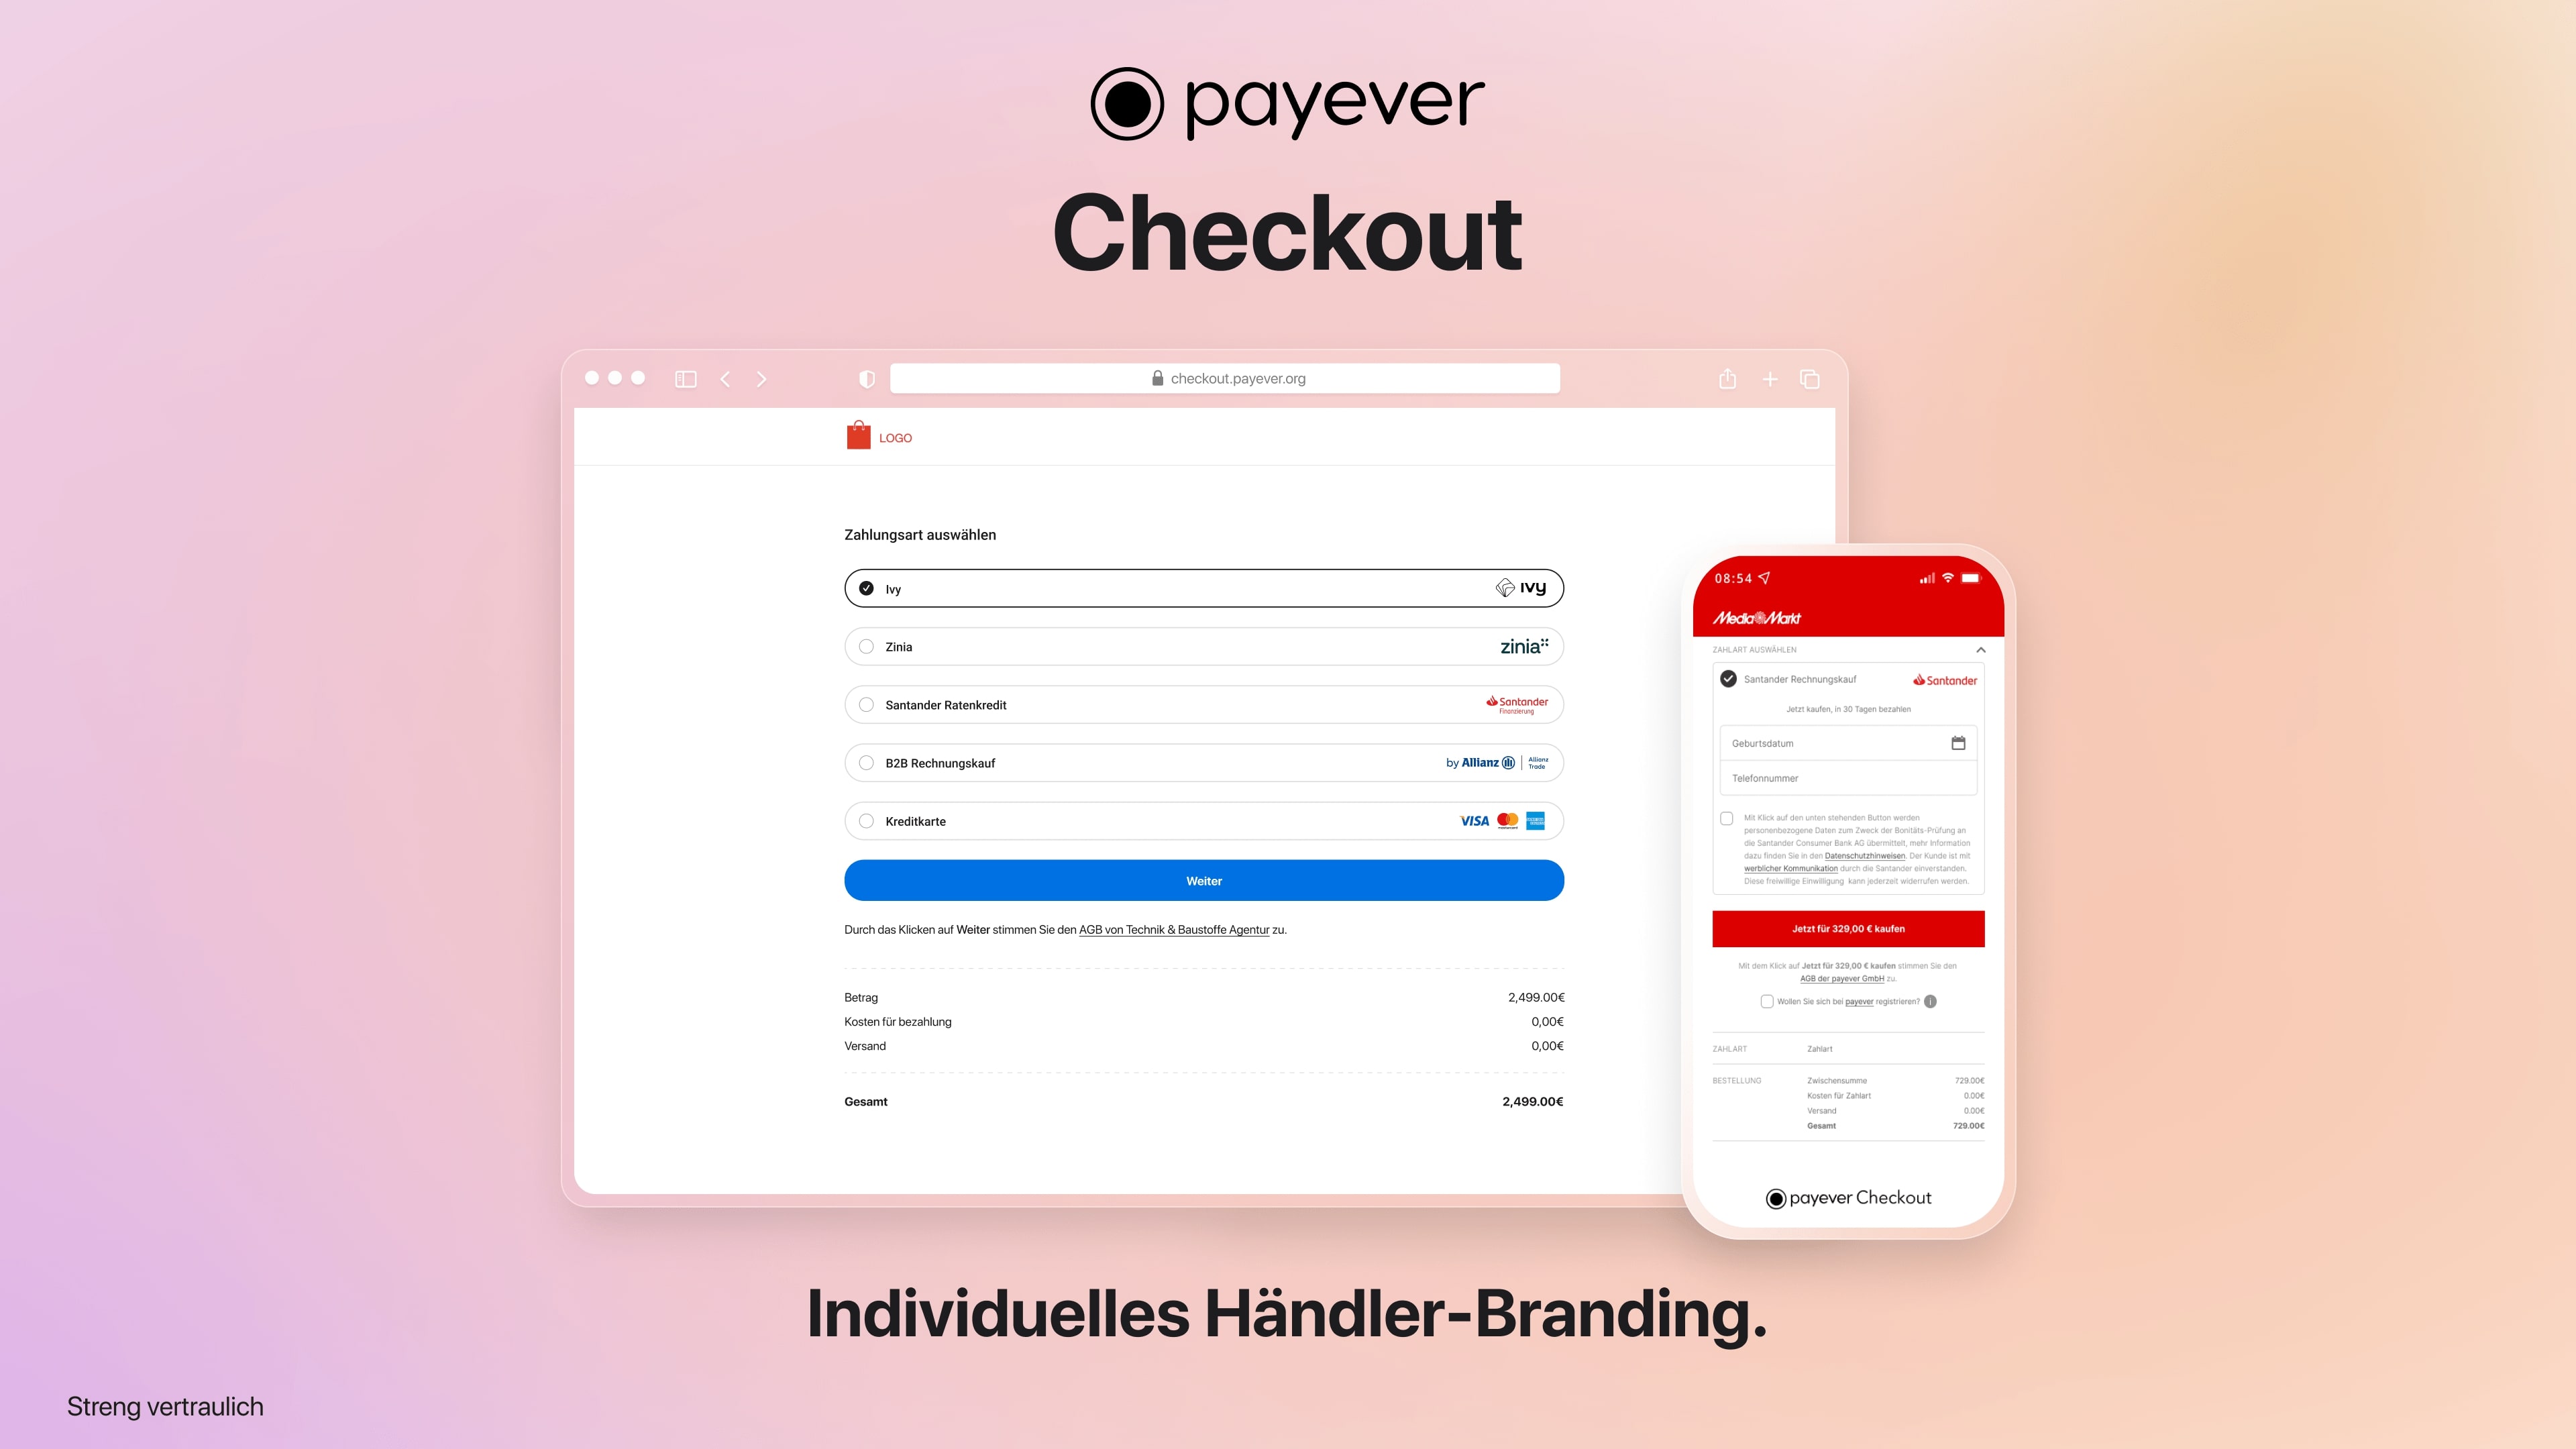 payever
Checkout
checkout.payever.org
LOGO
Zahlungsart auswählen
Ivy
IVY
Zinia
zinia
Santander Ratenkredit
Santander
Finanzierung
B2B Rechnungskauf
by Allianz
Allianz
Trade
Kreditkarte
VISA
mastercard
Weiter
Durch das Klicken auf Weiter stimmen Sie den AGB von Technik & Baustoffe Agentur zu.
Betrag 2,499.00€
Kosten für bezahlung 0,00€
Versand 0,00€
Gesamt 2,499.00€
08:54
Media Markt
ZAHLART AUSWÄHLEN
Santander Rechnungskauf
Santander
Jetzt kaufen, in 30 Tagen bezahlen
Geburtsdatum
Telefonnummer
Mit Klick auf den unten stehenden Button werden
personenbezogene Daten zum Zweck der Bonitäts-Prüfung an
die Santander Consumer Bank AG übermittelt, mehr Information
dazu finden Sie in den Datenschutzhinweisen. Der Kunde ist mit
werblicher Kommunikation durch die Santander einverstanden.
Diese freiwillige Einwilligung kann jederzeit widerrufen werden.
Jetzt für 329,00 € kaufen
Mit dem Klick auf Jetzt für 329,00 € kaufen stimmen Sie den
AGB der payever GmbH zu.
Wollen Sie sich bei payever registrieren? i
ZAHLART Zahlart
BESTELLUNG Zwischensumme 729.00€
Kosten für Zahlart 0.00€
Versand 0.00€
Gesamt 729.00€
payever Checkout
Individuelles Händler-Branding.
Streng vertraulich